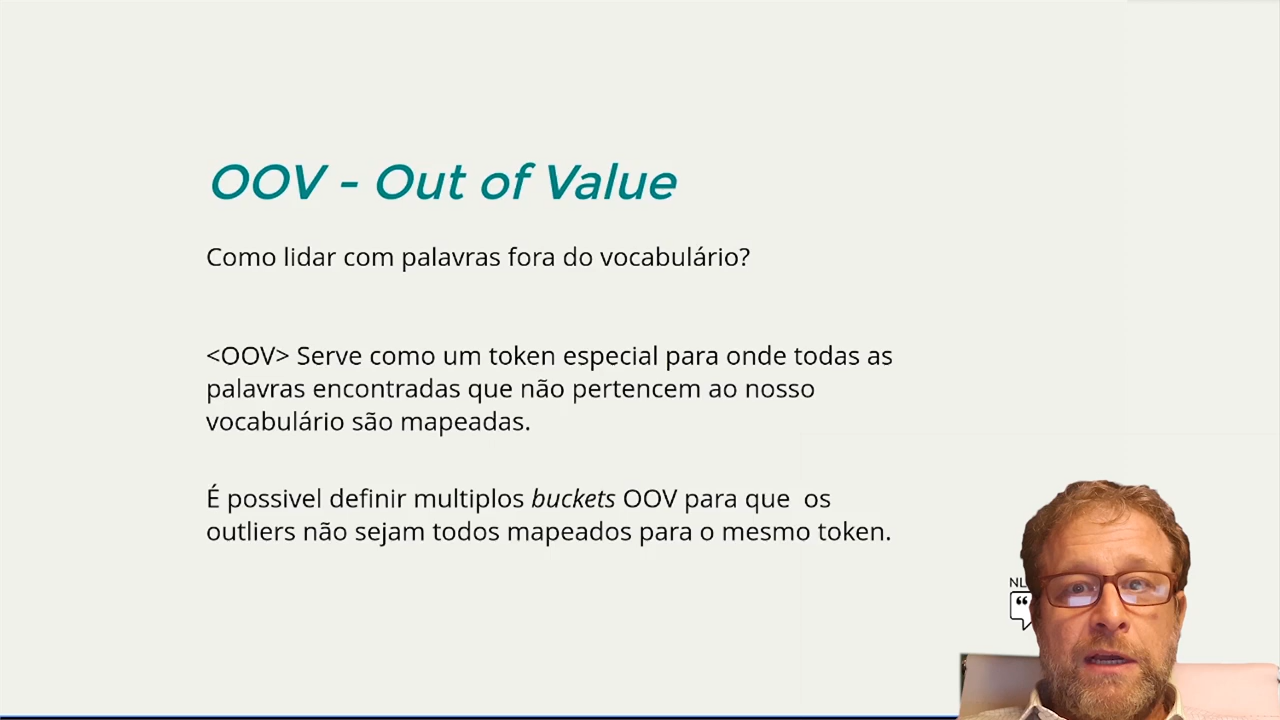 OOV - Out of Value
Como lidar com palavras fora do vocabulário?
<OOV> Serve como um token especial para onde todas as
palavras encontradas que não pertencem ao nosso
vocabulário são mapeadas.
É possivel definir multiplos buckets OOV para que os
outliers não sejam todos mapeados para o mesmo token.